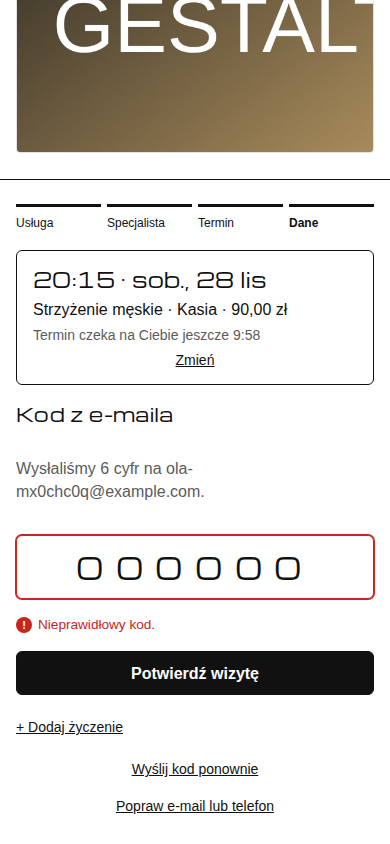 GESTALT
Usługa
Specjalista
Termin
Dane
20:15 · sob., 28 lis
Strzyżenie męskie · Kasia · 90,00 zł
Termin czeka na Ciebie jeszcze 9:58
Zmień
Kod z e-maila
Wysłaliśmy 6 cyfr na ola-
mx0chc0q@example.com.
000000
Nieprawidłowy kod.
Potwierdź wizytę
+ Dodaj życzenie
Wyślij kod ponownie
Popraw e-mail lub telefon